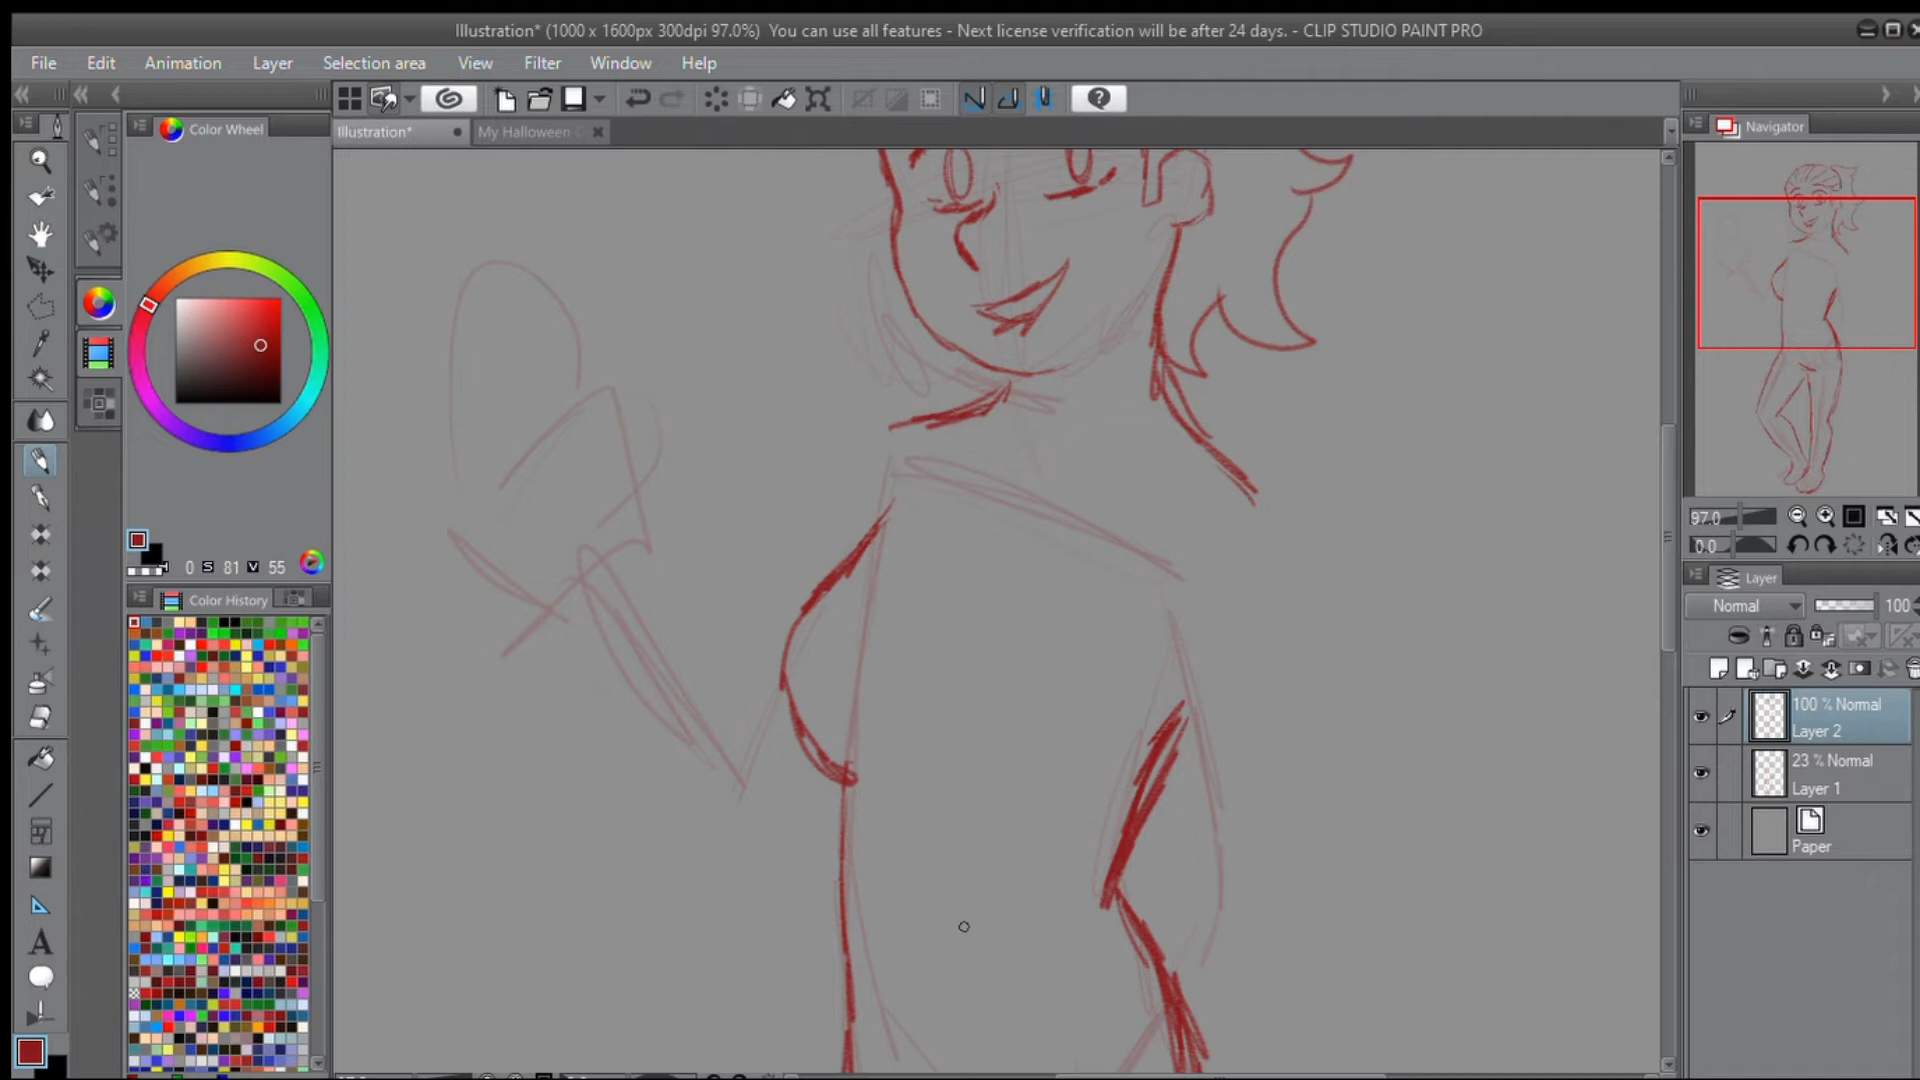 Illustration* (1000 x 1600px 300dpi 97.0%)  You can use all features - Next license verification will be after 24 days. - CLIP STUDIO PAINT PRO
File Edit Animation Layer Selection area View Filter Window Help
Color Wheel
Illustration*
My Halloween
Navigator
0 S 81 V 55
97.0
0.0
Color History
Layer
Normal 100
100 % Normal
Layer 2
23 % Normal
Layer 1
Paper